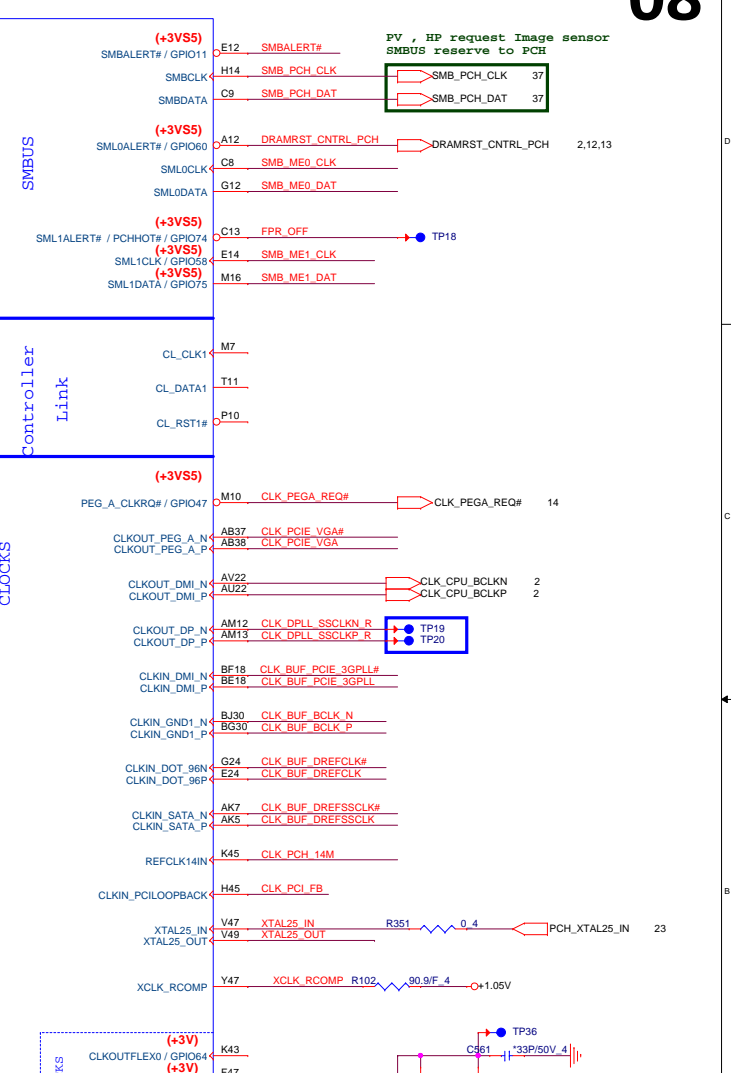 08
(+3VS5)
PV , HP request Image sensor
SMBUS reserve to PCH
SMBALERT# / GPIO11 E12 SMBALERT#
SMBCLK H14 SMB_PCH_CLK SMB_PCH_CLK 37
SMBDATA C9 SMB_PCH_DAT SMB_PCH_DAT 37
SMBUS
(+3VS5)
SML0ALERT# / GPIO60 A12 DRAMRST_CNTRL_PCH DRAMRST_CNTRL_PCH 2,12,13
D
SML0CLK C8 SMB_ME0_CLK
SML0DATA G12 SMB_ME0_DAT
(+3VS5)
SML1ALERT# / PCHHOT# / GPIO74 C13 FPR_OFF TP18
(+3VS5)
SML1CLK / GPIO58 E14 SMB_ME1_CLK
(+3VS5)
SML1DATA / GPIO75 M16 SMB_ME1_DAT
Controller
Link
CL_CLK1 M7
CL_DATA1 T11
CL_RST1# P10
(+3VS5)
PEG_A_CLKRQ# / GPIO47 M10 CLK_PEGA_REQ# CLK_PEGA_REQ# 14
C
CLOCKS
CLKOUT_PEG_A_N AB37 CLK_PCIE_VGA#
CLKOUT_PEG_A_P AB38 CLK_PCIE_VGA
CLKOUT_DMI_N AV22 CLK_CPU_BCLKN 2
CLKOUT_DMI_P AU22 CLK_CPU_BCLKP 2
CLKOUT_DP_N AM12 CLK_DPLL_SSCLKN_R TP19
CLKOUT_DP_P AM13 CLK_DPLL_SSCLKP_R TP20
CLKIN_DMI_N BF18 CLK_BUF_PCIE_3GPLL#
CLKIN_DMI_P BE18 CLK_BUF_PCIE_3GPLL
CLKIN_GND1_N BJ30 CLK_BUF_BCLK_N
CLKIN_GND1_P BG30 CLK_BUF_BCLK_P
CLKIN_DOT_96N G24 CLK_BUF_DREFCLK#
CLKIN_DOT_96P E24 CLK_BUF_DREFCLK
CLKIN_SATA_N AK7 CLK_BUF_DREFSSCLK#
CLKIN_SATA_P AK5 CLK_BUF_DREFSSCLK
REFCLK14IN K45 CLK_PCH_14M
CLKIN_PCILOOPBACK H45 CLK_PCI_FB
B
XTAL25_IN V47 XTAL25_IN R351 0_4 PCH_XTAL25_IN 23
XTAL25_OUT V49 XTAL25_OUT
XCLK_RCOMP Y47 XCLK_RCOMP R102 90.9/F_4 +1.05V
TP36
(+3V)
CLKOUTFLEX0 / GPIO64 K43 C561 *33P/50V_4
(+3V)